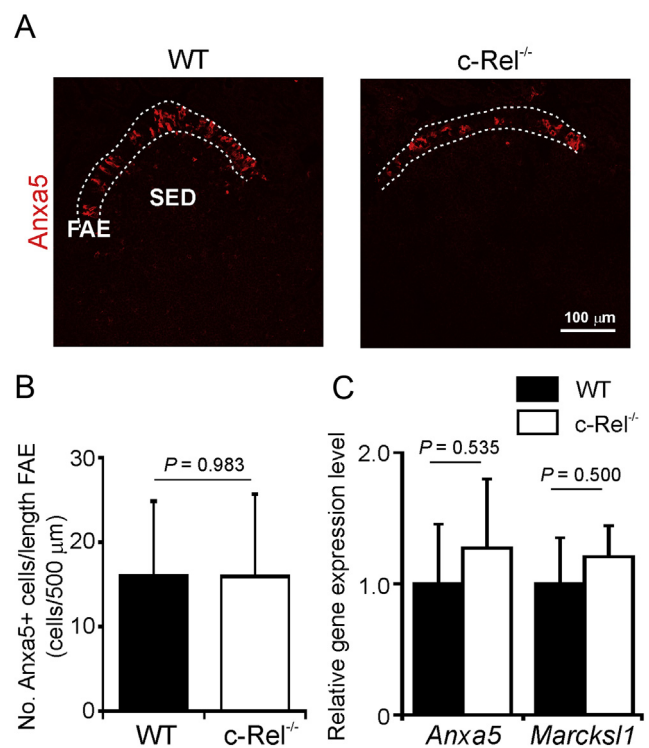 A
WT
c-Rel-/-
Anxa5
SED
FAE
100 µm
B
No. Anxa5+ cells/length FAE
(cells/500 µm)
30
20
10
0
P = 0.983
WT
c-Rel-/-
C
WT
c-Rel-/-
Relative gene expression level
2.0
1.0
0
P = 0.535
P = 0.500
Anxa5
Marcksl1